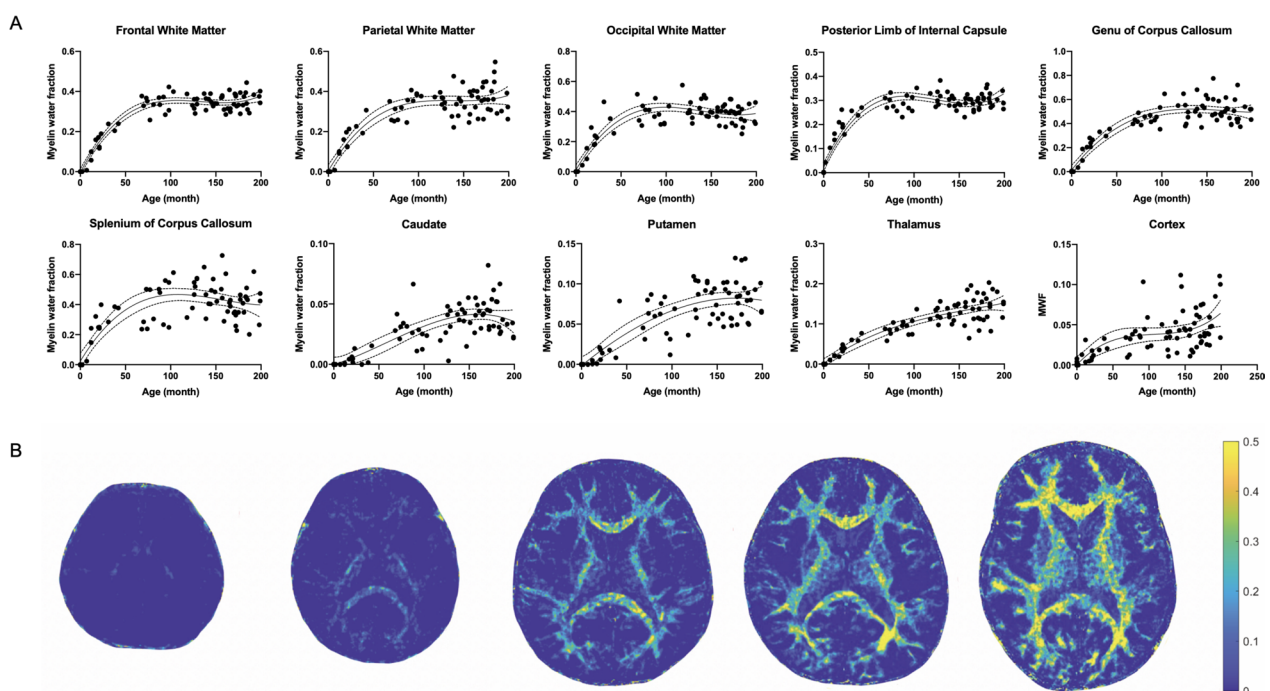 A
Frontal White Matter
Myelin water fraction
0.6
0.4
0.2
0.0
0 50 100 150 200
Age (month)
Parietal White Matter
Myelin water fraction
0.6
0.4
0.2
0.0
0 50 100 150 200
Age (month)
Occipital White Matter
Myelin water fraction
0.8
0.6
0.4
0.2
0.0
0 50 100 150 200
Age (month)
Posterior Limb of Internal Capsule
Myelin water fraction
0.5
0.4
0.3
0.2
0.1
0.0
0 50 100 150 200
Age (month)
Genu of Corpus Callosum
Myelin water fraction
1.0
0.8
0.6
0.4
0.2
0.0
0 50 100 150 200
Age (month)
Splenium of Corpus Callosum
Myelin water fraction
0.8
0.6
0.4
0.2
0.0
0 50 100 150 200
Age (month)
Caudate
Myelin water fraction
0.10
0.05
0.00
0 50 100 150 200
Age (month)
Putamen
Myelin water fraction
0.15
0.10
0.05
0.00
0 50 100 150 200
Age (month)
Thalamus
Myelin water fraction
0.3
0.2
0.1
0.0
0 50 100 150 200
Age (month)
Cortex
MWF
0.15
0.10
0.05
0.00
0 50 100 150 200 250
Age (month)
B
0.5
0.4
0.3
0.2
0.1
0